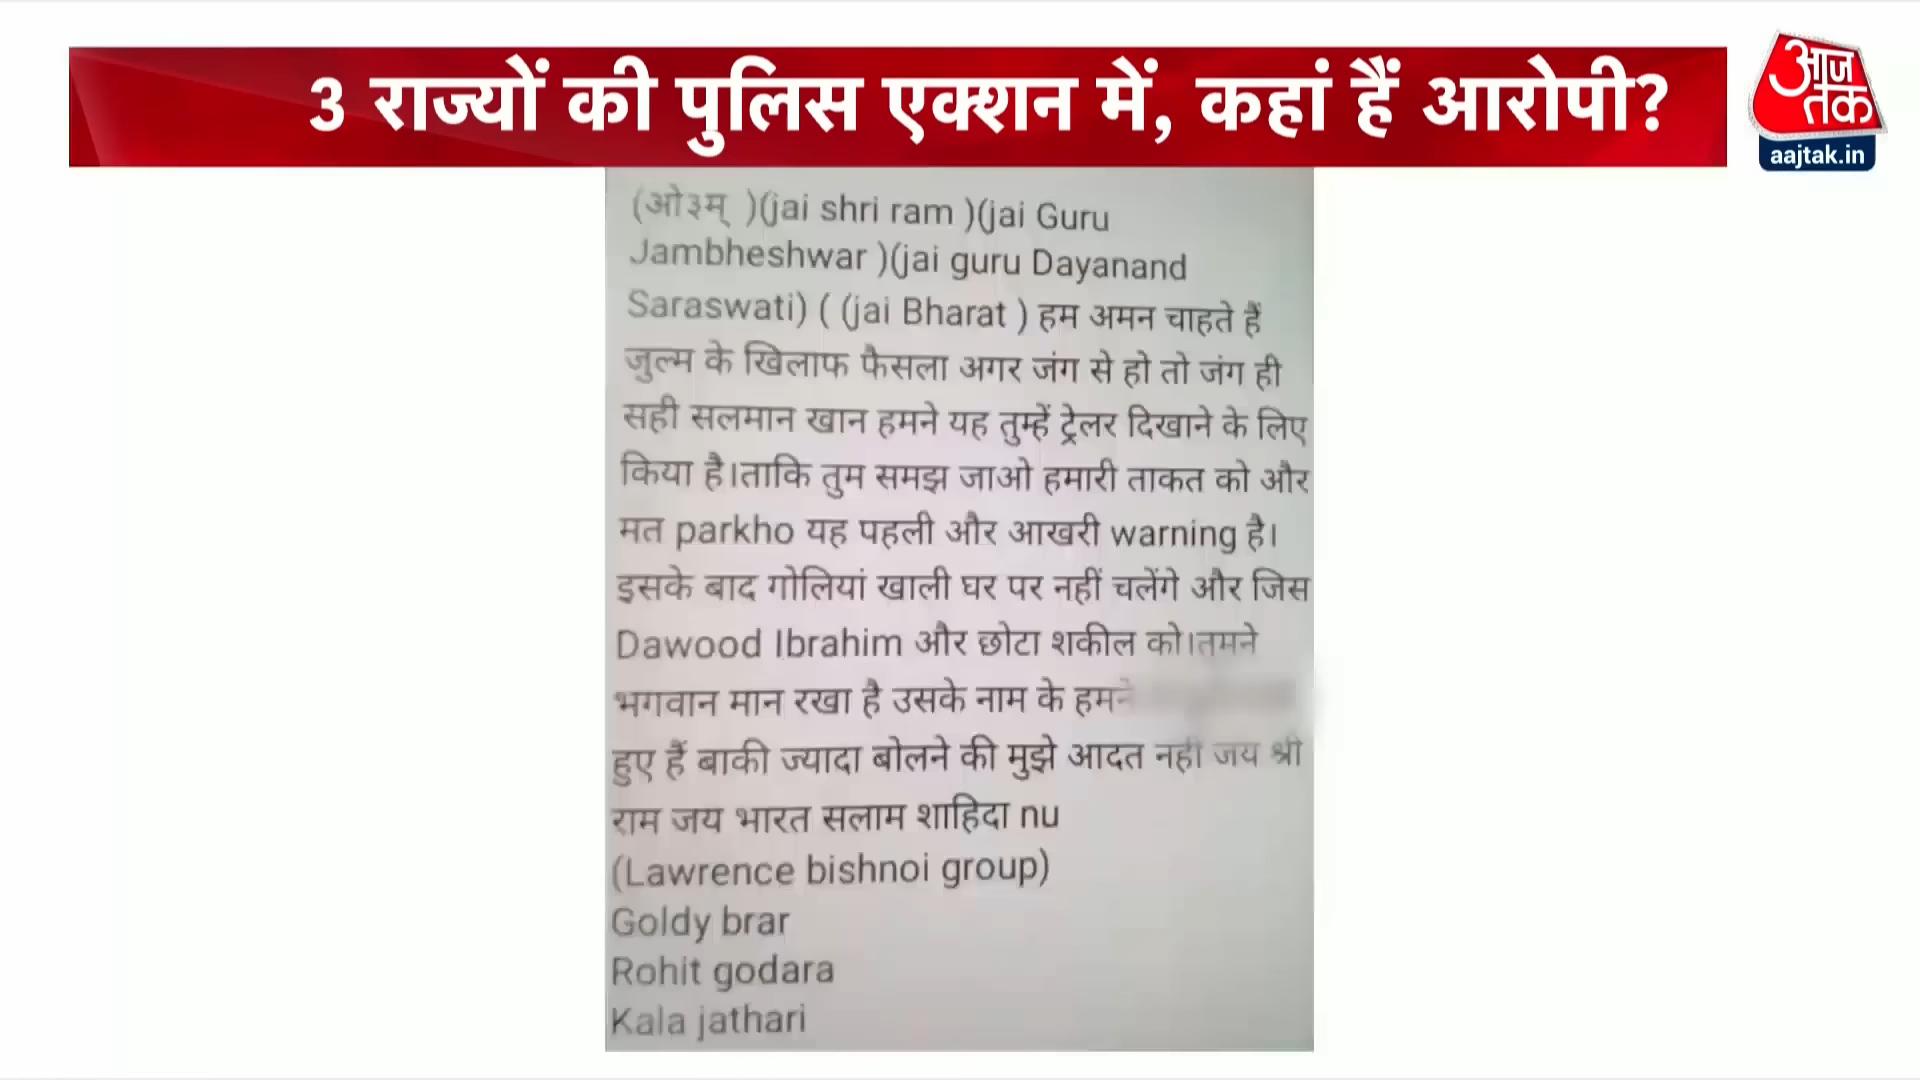 3 राज्यों की पुलिस एक्शन में, कहां हैं आरोपी?
आज तक
aajtak.in
(ओ३म् )(jai shri ram )(jai Guru
Jambheshwar )(jai guru Dayanand
Saraswati) ( (jai Bharat ) हम अमन चाहते हैं
जुल्म के खिलाफ फैसला अगर जंग से हो तो जंग ही
सही सलमान खान हमने यह तुम्हें ट्रेलर दिखाने के लिए
किया है।ताकि तुम समझ जाओ हमारी ताकत को और
मत parkho यह पहली और आखरी warning है।
इसके बाद गोलियां खाली घर पर नहीं चलेंगे और जिस
Dawood Ibrahim और छोटा शकील को।तमने
भगवान मान रखा है उसके नाम के हमने
हुए हैं बाकी ज्यादा बोलने की मुझे आदत नही जय श्री
राम जय भारत सलाम शाहिदा nu
(Lawrence bishnoi group)
Goldy brar
Rohit godara
Kala jathari